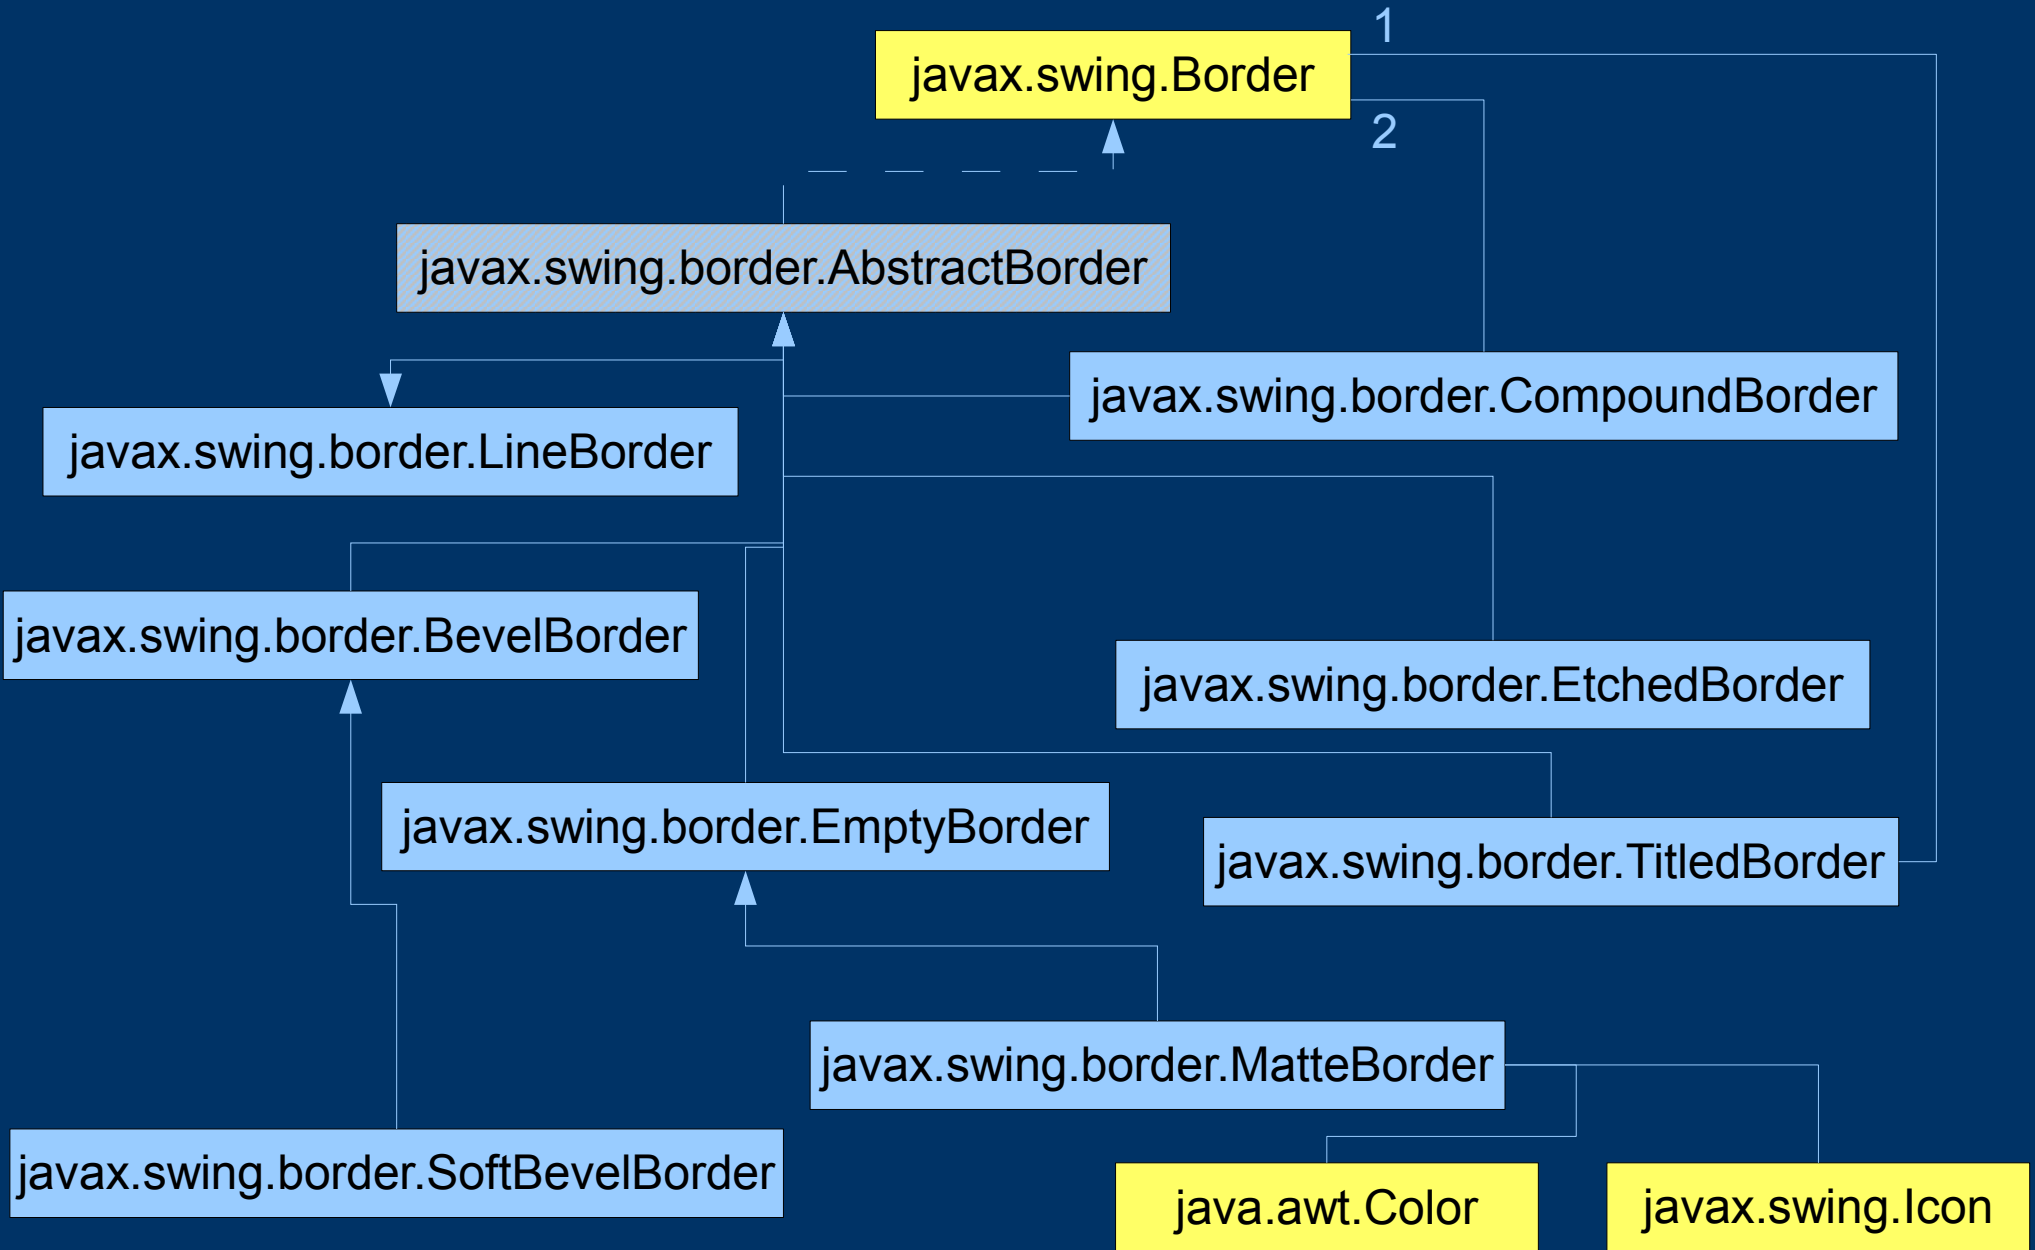 1
javax.swing.Border
2
javax.swing.border.AbstractBorder
javax.swing.border.CompoundBorder
javax.swing.border.LineBorder
javax.swing.border.BevelBorder
javax.swing.border.EtchedBorder
javax.swing.border.EmptyBorder
javax.swing.border.TitledBorder
javax.swing.border.MatteBorder
javax.swing.border.SoftBevelBorder
java.awt.Color
javax.swing.Icon